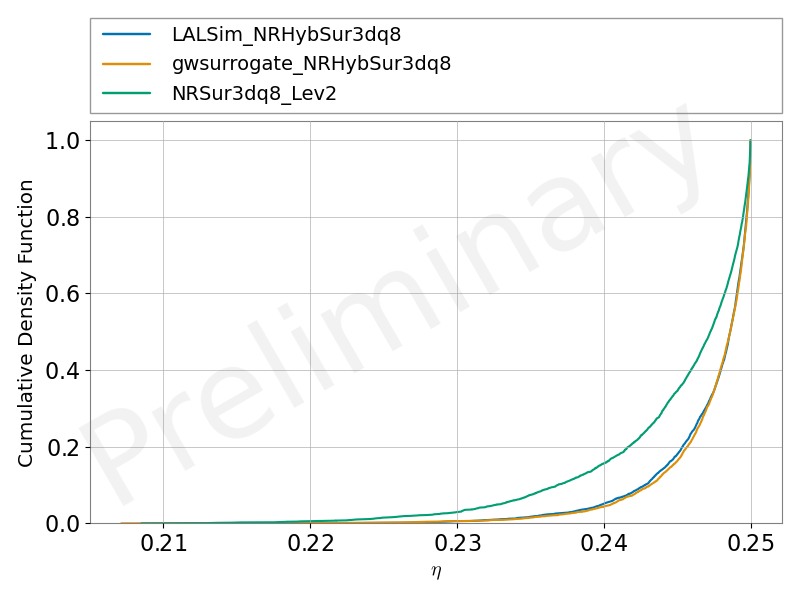 LALSim_NRHybSur3dq8
gwsurrogate_NRHybSur3dq8
NRSur3dq8_Lev2
Preliminary
Cumulative Density Function
1.0
0.8
0.6
0.4
0.2
0.0
0.21 0.22 0.23 0.24 0.25
η